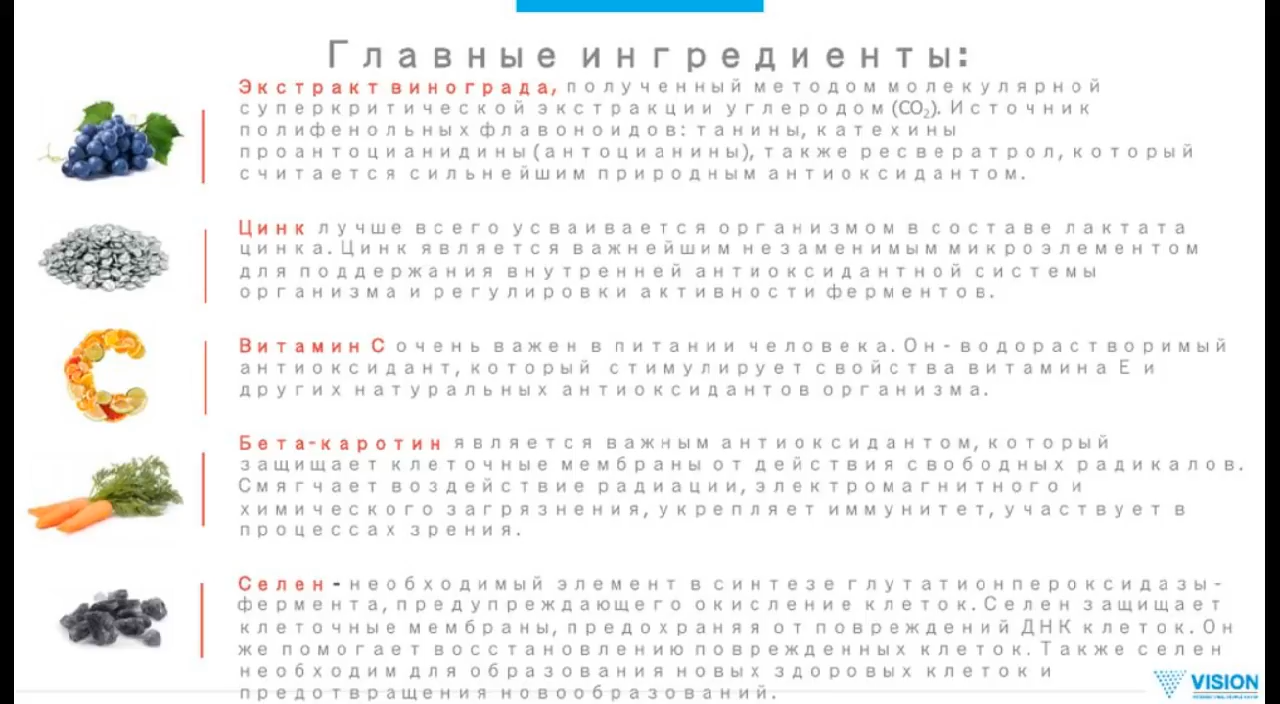 Главные ингредиенты:
Экстракт винограда, полученный методом молекулярной
суперкритической экстракции углеродом (CO₂). Источник
полифенольных флавоноидов: танины, катехины
проантоцианидины (антоцианины), также ресвератрол, который
считается сильнейшим природным антиоксидантом.
Цинк лучше всего усваивается организмом в составе лактата
цинка. Цинк является важнейшим незаменимым микроэлементом
для поддержания внутренней антиоксидантной системы
организма и регулировки активности ферментов.
Витамин С очень важен в питании человека. Он - водорастворимый
антиоксидант, который стимулирует свойства витамина Е и
других натуральных антиоксидантов организма.
Бета-каротин является важным антиоксидантом, который
защищает клеточные мембраны от действия свободных радикалов.
Смягчает воздействие радиации, электромагнитного и
химического загрязнения, укрепляет иммунитет, участвует в
процессах зрения.
Селен - необходимый элемент в синтезе глутатионпероксидазы-
фермента, предупреждающего окисление клеток. Селен защищает
клеточные мембраны, предохраняя от повреждений ДНК клеток. Он
же помогает восстановлению поврежденных клеток. Также селен
необходим для образования новых здоровых клеток и
предотвращения новообразований.
VISION